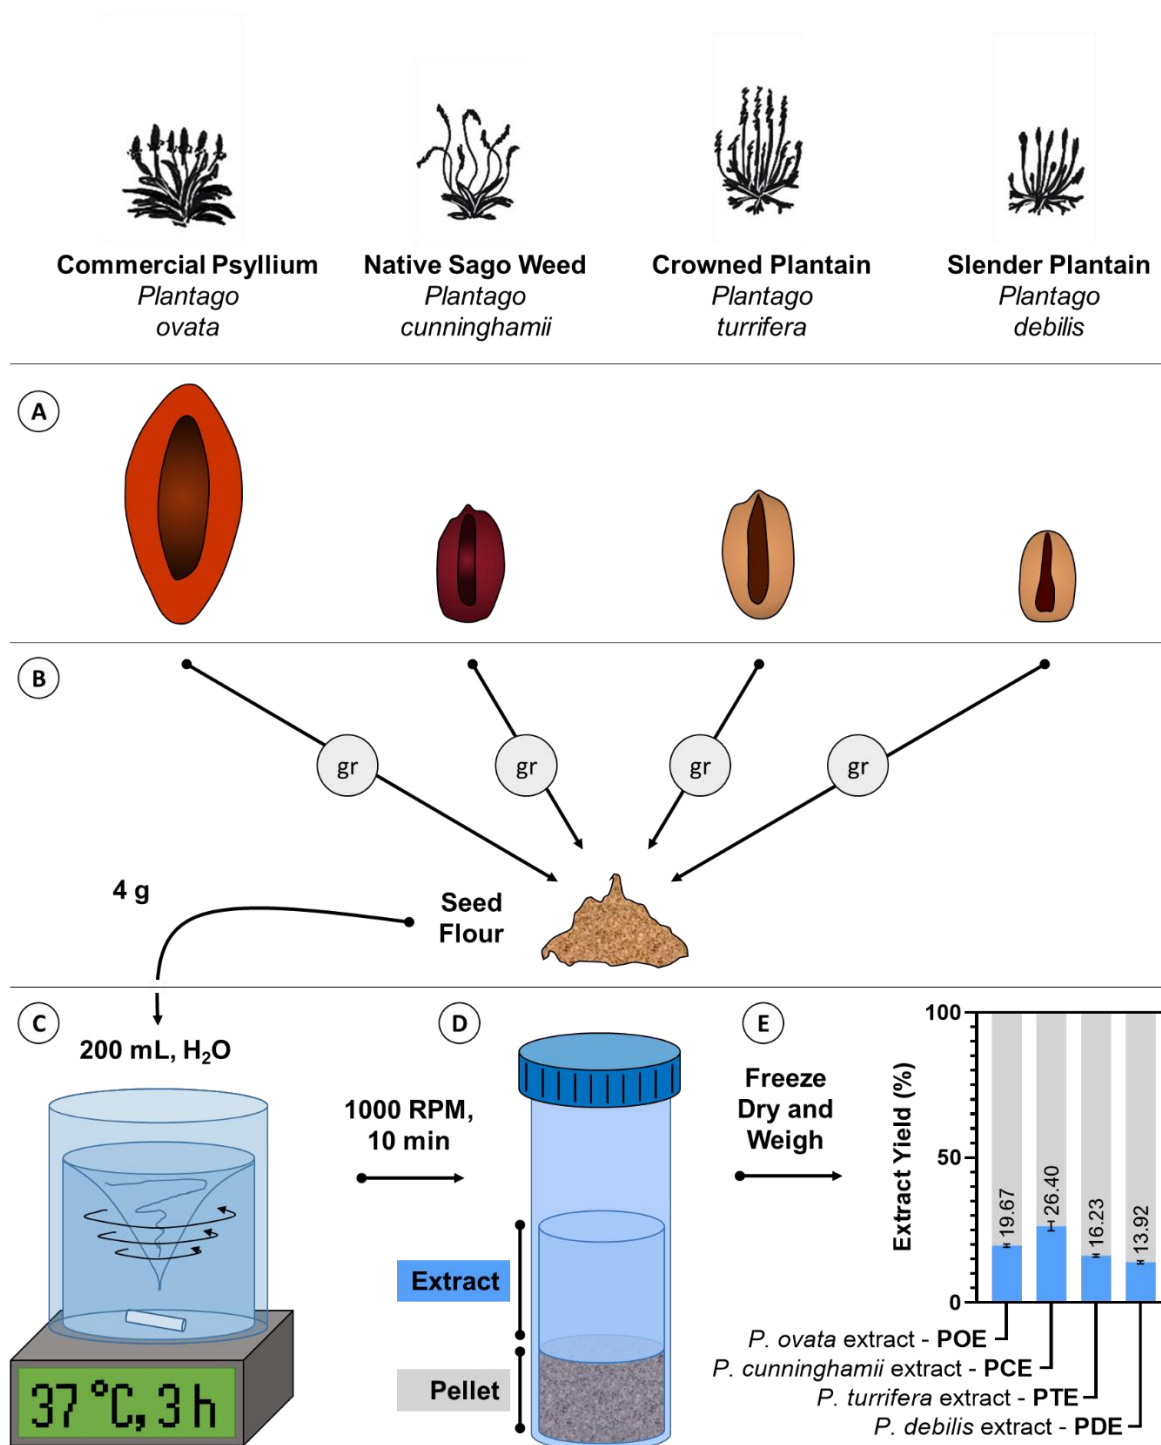 Commercial Psyllium
Plantago
ovata
Native Sago Weed
Plantago
cunninghamii
Crowned Plantain
Plantago
turrifera
Slender Plantain
Plantago
debilis
A
B
gr
gr
gr
gr
4 g
Seed
Flour
C
200 mL, H₂O
37 °C, 3 h
1000 RPM,
10 min
D
Extract
Pellet
E
Freeze
Dry and
Weigh
Extract Yield (%)
100
50
0
19.67
26.40
16.23
13.92
P. ovata extract - POE
P. cunninghamii extract - PCE
P. turrifera extract - PTE
P. debilis extract - PDE